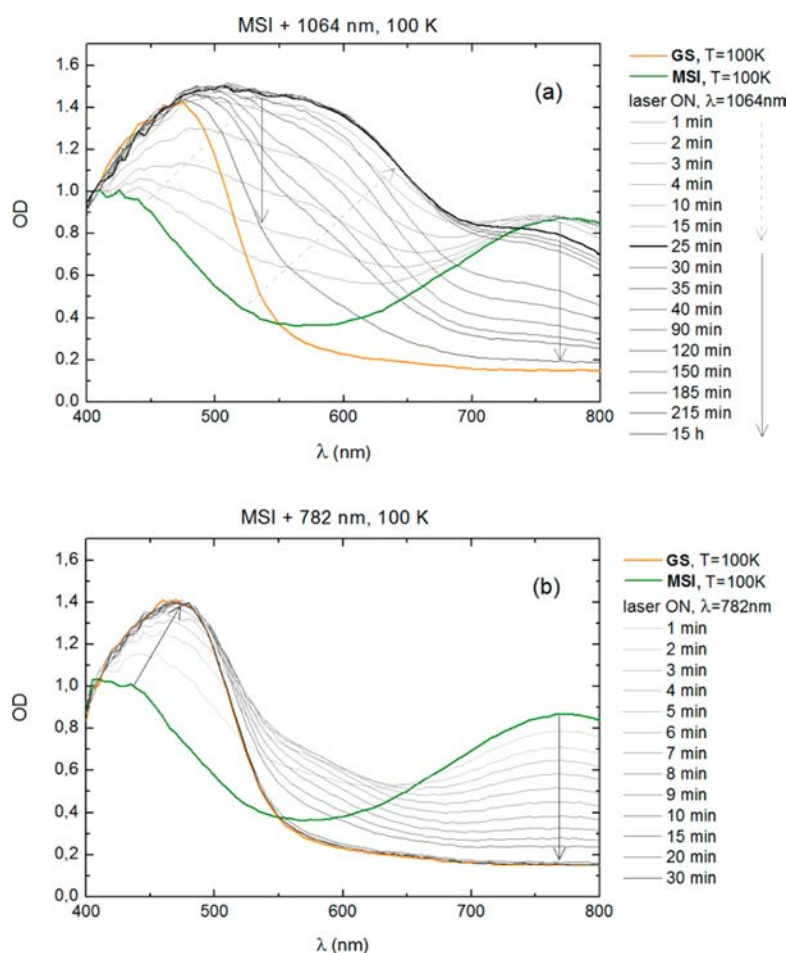 MSI + 1064 nm, 100 K
(a)
OD
1.6
1.4
1.2
1.0
0.8
0.6
0.4
0.2
0.0
400 500 600 700 800
λ (nm)
GS, T=100K
MSI, T=100K
laser ON, λ=1064nm
1 min
2 min
3 min
4 min
10 min
15 min
25 min
30 min
35 min
40 min
90 min
120 min
150 min
185 min
215 min
15 h
MSI + 782 nm, 100 K
(b)
OD
1.6
1.4
1.2
1.0
0.8
0.6
0.4
0.2
0.0
400 500 600 700 800
λ (nm)
GS, T=100K
MSI, T=100K
laser ON, λ=782nm
1 min
2 min
3 min
4 min
5 min
6 min
7 min
8 min
9 min
10 min
15 min
20 min
30 min